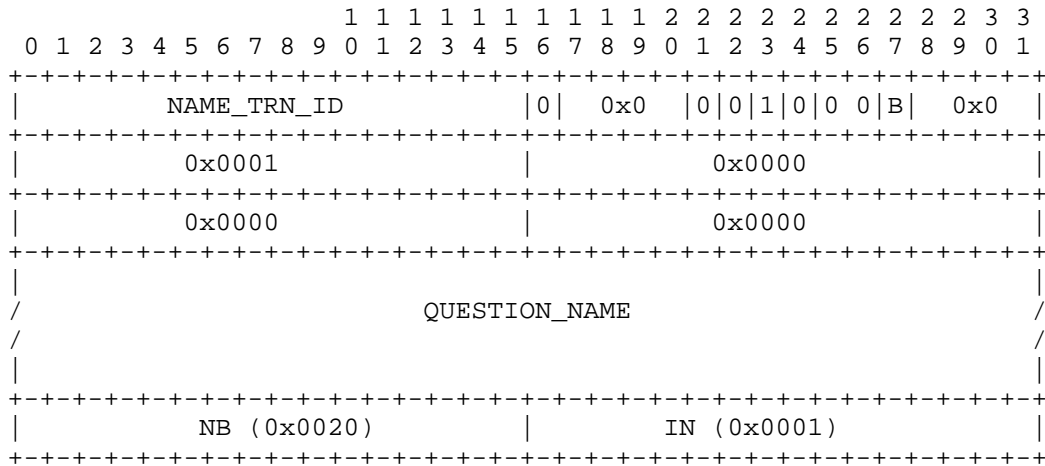 1 1 1 1 1 1 1 1 1 1 2 2 2 2 2 2 2 2 2 2 3 3
 0 1 2 3 4 5 6 7 8 9 0 1 2 3 4 5 6 7 8 9 0 1 2 3 4 5 6 7 8 9 0 1
+-+-+-+-+-+-+-+-+-+-+-+-+-+-+-+-+-+-+-+-+-+-+-+-+-+-+-+-+-+-+-+-+
|         NAME_TRN_ID           |0|  0x0  |0|0|1|0|0 0|B|  0x0  |
+-+-+-+-+-+-+-+-+-+-+-+-+-+-+-+-+-+-+-+-+-+-+-+-+-+-+-+-+-+-+-+-+
|          0x0001               |           0x0000              |
+-+-+-+-+-+-+-+-+-+-+-+-+-+-+-+-+-+-+-+-+-+-+-+-+-+-+-+-+-+-+-+-+
|          0x0000               |           0x0000              |
+-+-+-+-+-+-+-+-+-+-+-+-+-+-+-+-+-+-+-+-+-+-+-+-+-+-+-+-+-+-+-+-+
|                                                               |
/                         QUESTION_NAME                         /
/                                                               /
|                                                               |
+-+-+-+-+-+-+-+-+-+-+-+-+-+-+-+-+-+-+-+-+-+-+-+-+-+-+-+-+-+-+-+-+
|           NB (0x0020)         |        IN (0x0001)            |
+-+-+-+-+-+-+-+-+-+-+-+-+-+-+-+-+-+-+-+-+-+-+-+-+-+-+-+-+-+-+-+-+